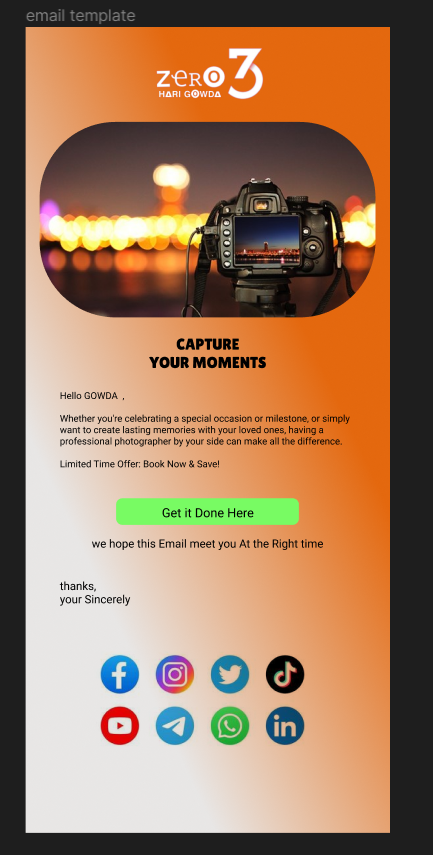 email template
ZERO 3
HARI GOWDA
CAPTURE
YOUR MOMENTS
Hello GOWDA ,
Whether you're celebrating a special occasion or milestone, or simply
want to create lasting memories with your loved ones, having a
professional photographer by your side can make all the difference.
Limited Time Offer: Book Now & Save!
Get it Done Here
we hope this Email meet you At the Right time
thanks,
your Sincerely